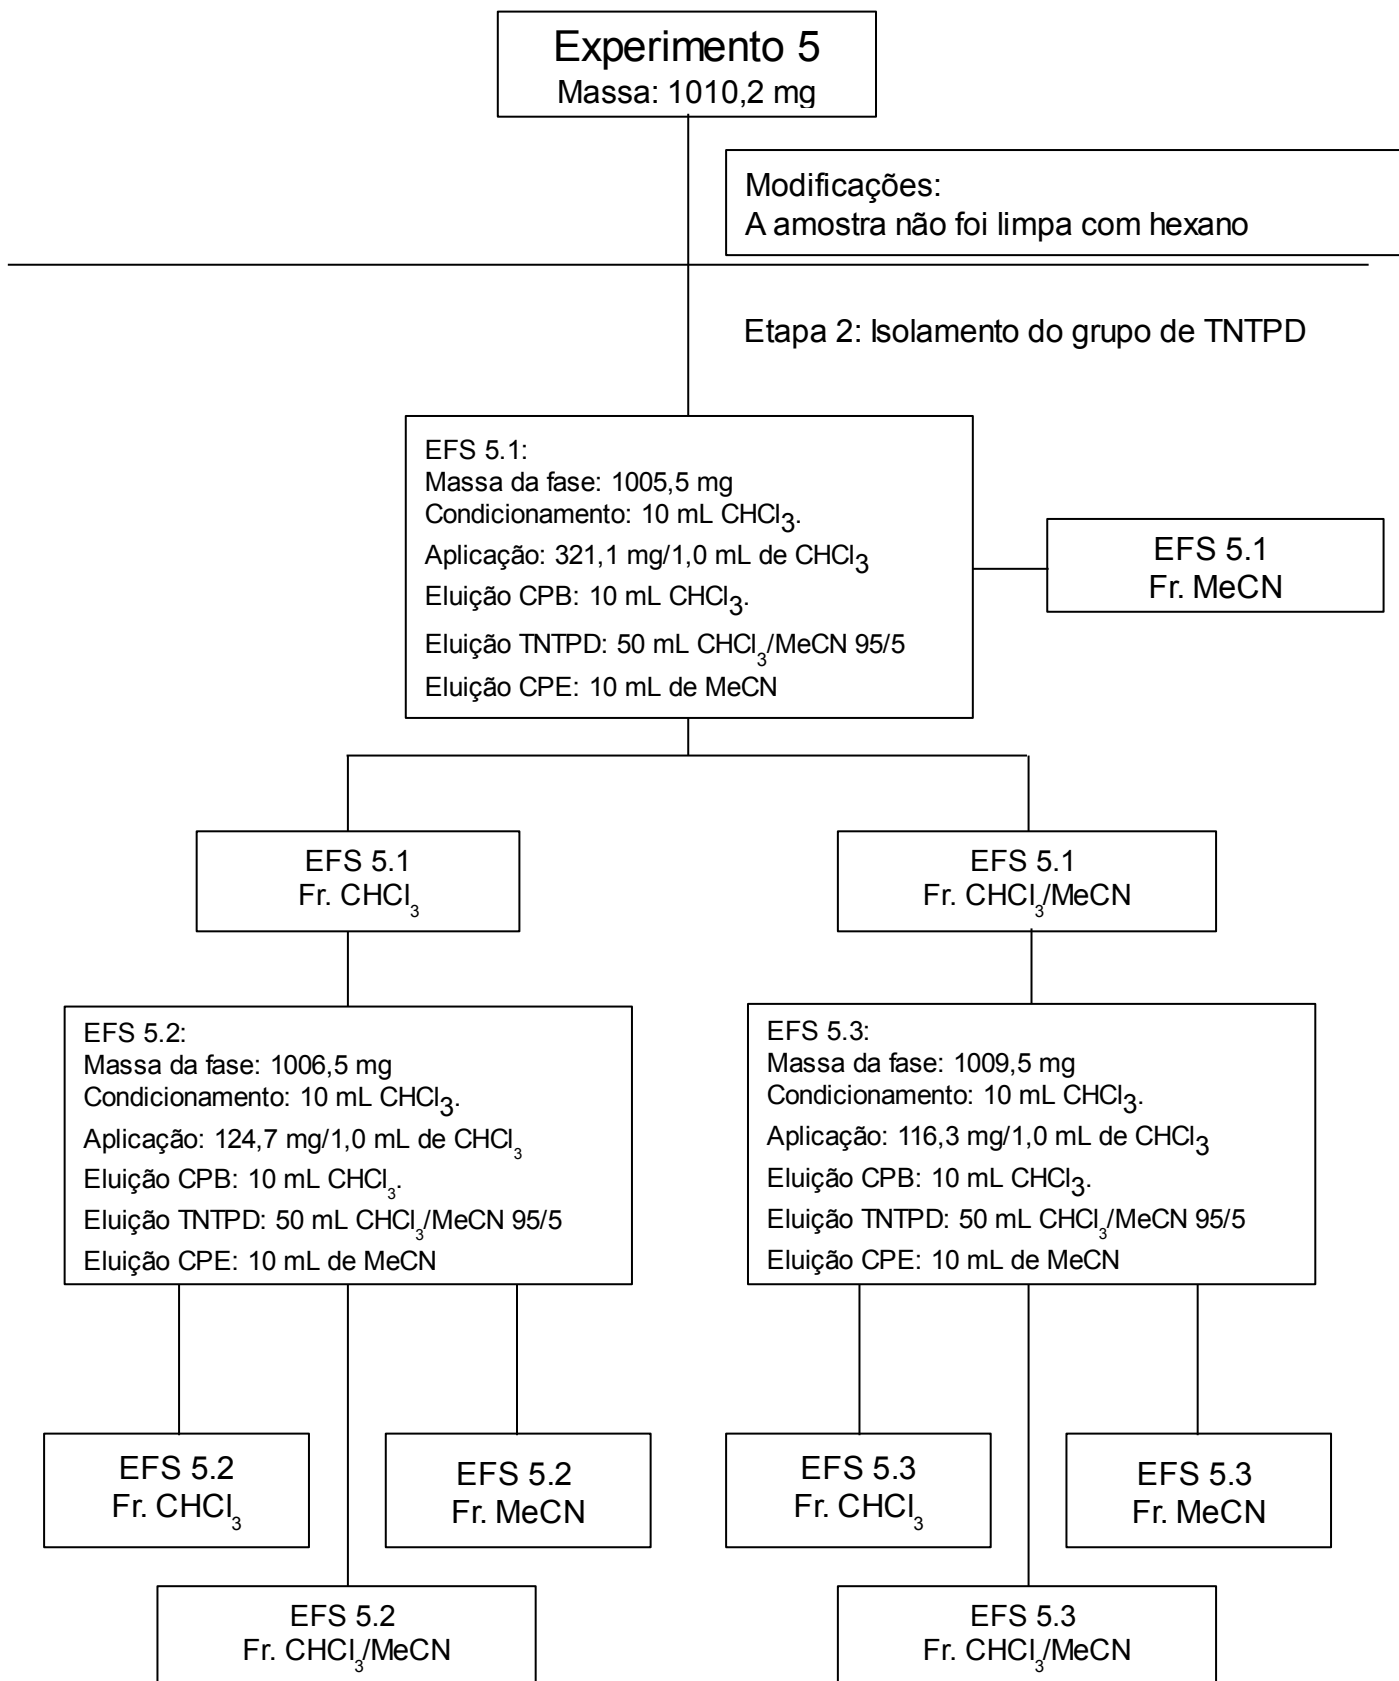 Experimento 5
Massa: 1010,2 mg
Modificações:
A amostra não foi limpa com hexano
Etapa 2: Isolamento do grupo de TNTPD
EFS 5.1:
Massa da fase: 1005,5 mg
Condicionamento: 10 mL CHCl3.
Aplicação: 321,1 mg/1,0 mL de CHCl3
Eluição CPB: 10 mL CHCl3.
Eluição TNTPD: 50 mL CHCl3/MeCN 95/5
Eluição CPE: 10 mL de MeCN
EFS 5.1
Fr. MeCN
EFS 5.1
Fr. CHCl3
EFS 5.1
Fr. CHCl3/MeCN
EFS 5.2:
Massa da fase: 1006,5 mg
Condicionamento: 10 mL CHCl3.
Aplicação: 124,7 mg/1,0 mL de CHCl3
Eluição CPB: 10 mL CHCl3.
Eluição TNTPD: 50 mL CHCl3/MeCN 95/5
Eluição CPE: 10 mL de MeCN
EFS 5.3:
Massa da fase: 1009,5 mg
Condicionamento: 10 mL CHCl3.
Aplicação: 116,3 mg/1,0 mL de CHCl3
Eluição CPB: 10 mL CHCl3.
Eluição TNTPD: 50 mL CHCl3/MeCN 95/5
Eluição CPE: 10 mL de MeCN
EFS 5.2
Fr. CHCl3
EFS 5.2
Fr. MeCN
EFS 5.3
Fr. CHCl3
EFS 5.3
Fr. MeCN
EFS 5.2
Fr. CHCl3/MeCN
EFS 5.3
Fr. CHCl3/MeCN